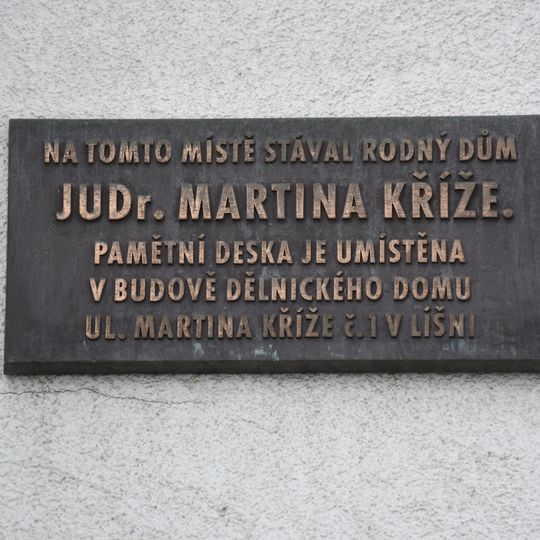 NA TOMTO MÍSTĚ STÁVAL RODNÝ DŮM
JUDr. MARTINA KŘÍŽE.
PAMĚTNÍ DESKA JE UMÍSTĚNA
V BUDOVĚ DĚLNICKÉHO DOMU
UL. MARTINA KŘÍŽE č.1 V LÍŠNI